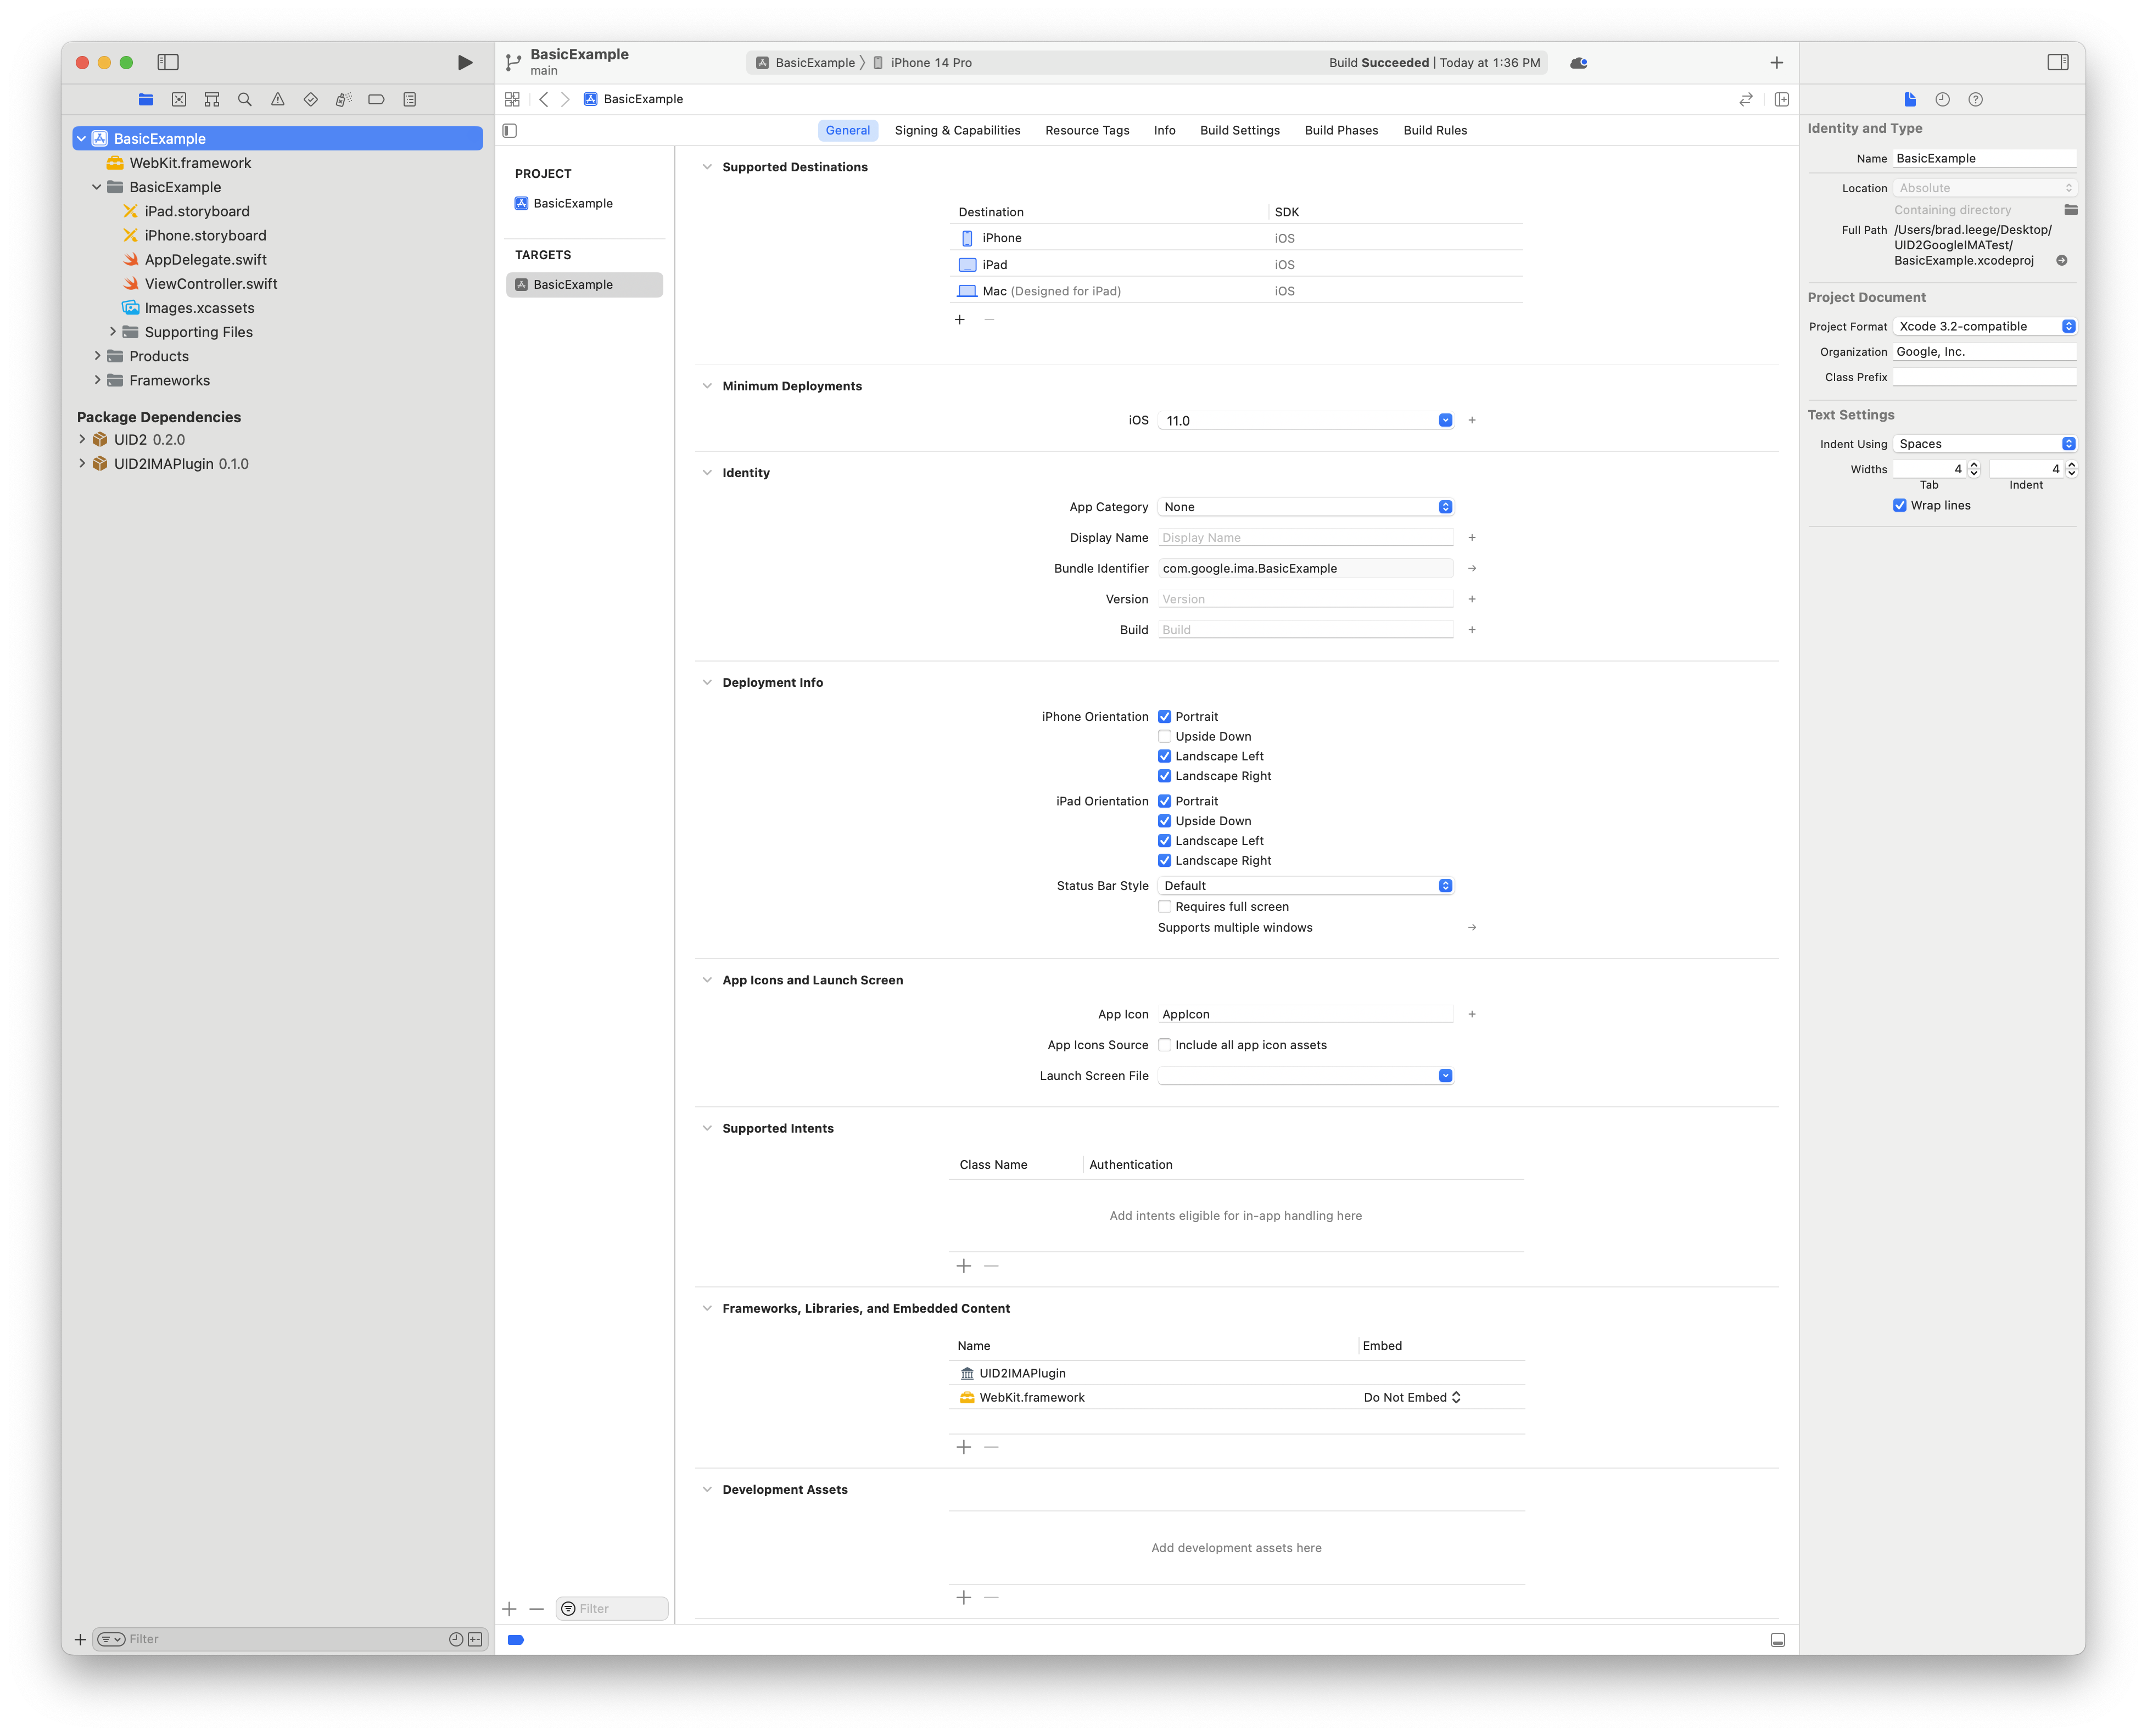 BasicExample
main
BasicExample
iPhone 14 Pro
Build Succeeded | Today at 1:36 PM
BasicExample
WebKit.framework
BasicExample
iPad.storyboard
iPhone.storyboard
AppDelegate.swift
ViewController.swift
Images.xcassets
Supporting Files
Products
Frameworks
Package Dependencies
UID2 0.2.0
UID2IMAPlugin 0.1.0
Filter
BasicExample
General
Signing & Capabilities
Resource Tags
Info
Build Settings
Build Phases
Build Rules
PROJECT
BasicExample
TARGETS
BasicExample
Filter
Supported Destinations
Destination SDK
iPhone iOS
iPad iOS
Mac (Designed for iPad) iOS
Minimum Deployments
iOS 11.0
Identity
App Category None
Display Name Display Name
Bundle Identifier com.google.ima.BasicExample
Version Version
Build Build
Deployment Info
iPhone Orientation Portrait
Upside Down
Landscape Left
Landscape Right
iPad Orientation Portrait
Upside Down
Landscape Left
Landscape Right
Status Bar Style Default
Requires full screen
Supports multiple windows
App Icons and Launch Screen
App Icon AppIcon
App Icons Source Include all app icon assets
Launch Screen File
Supported Intents
Class Name Authentication
Add intents eligible for in-app handling here
Frameworks, Libraries, and Embedded Content
Name Embed
UID2IMAPlugin
WebKit.framework Do Not Embed
Development Assets
Add development assets here
Identity and Type
Name BasicExample
Location Absolute
Containing directory
Full Path /Users/brad.leege/Desktop/
UID2GoogleIMATest/
BasicExample.xcodeproj
Project Document
Project Format Xcode 3.2-compatible
Organization Google, Inc.
Class Prefix
Text Settings
Indent Using Spaces
Widths 4 4
Tab Indent
Wrap lines